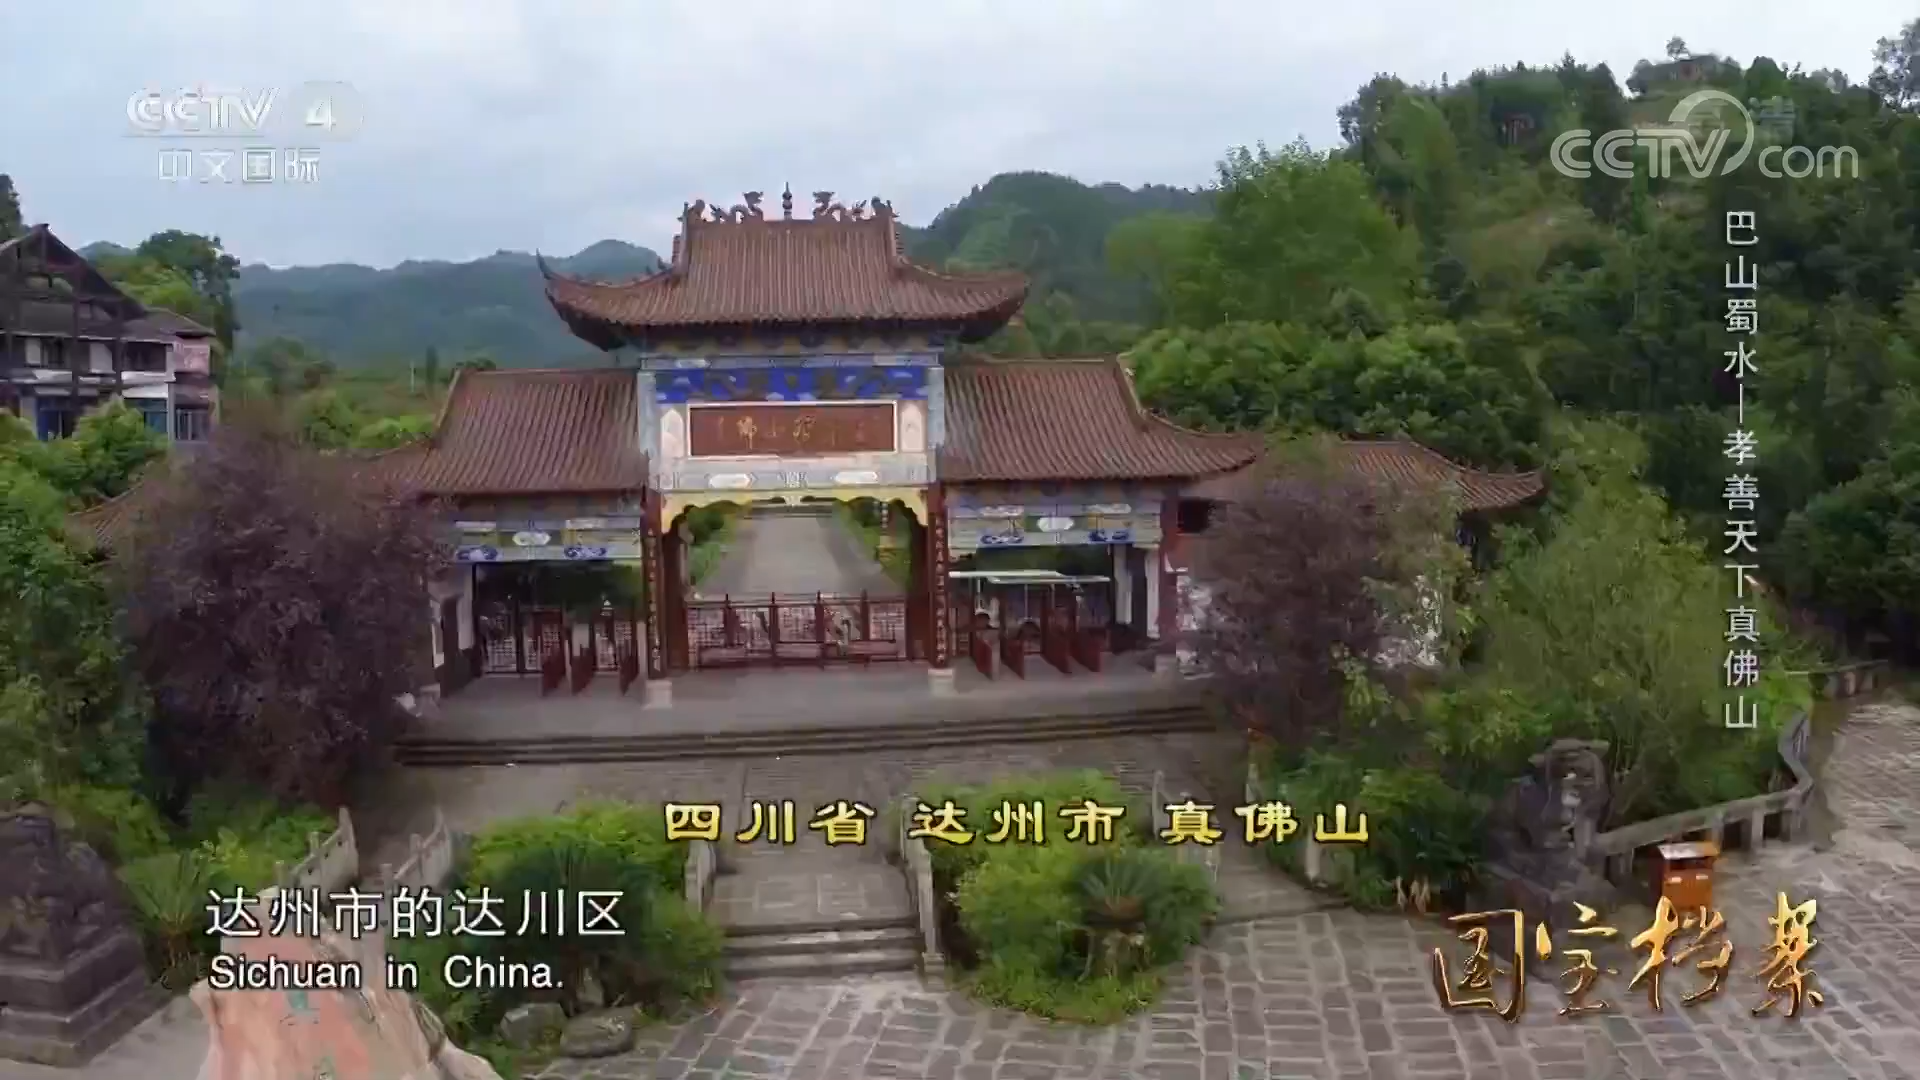 CCTV 4
中文国际
CCTV com
巴山蜀水—孝善天下真佛山
四川省 达州市 真佛山
达州市的达川区
Sichuan in China.
国宝档案